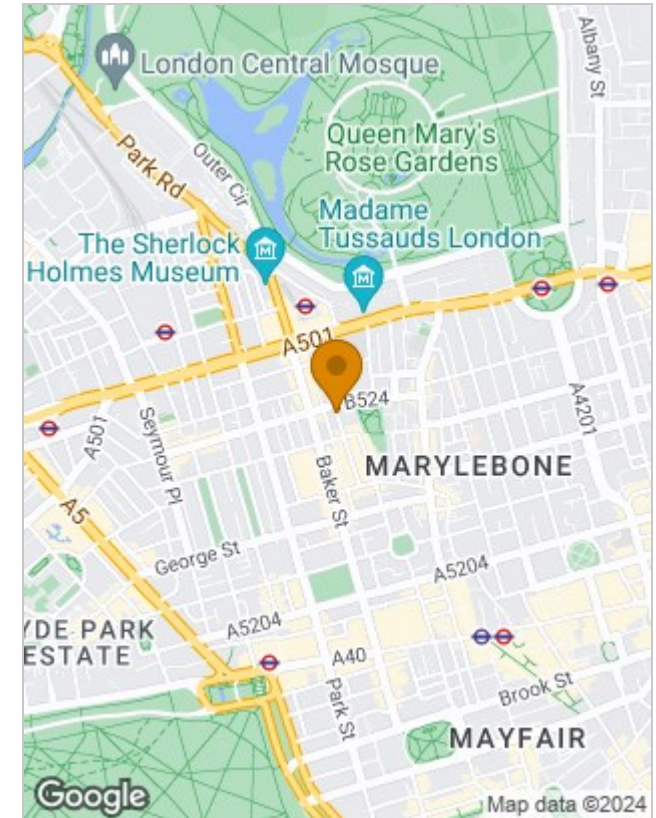 London Central Mosque
Albany St
Park Rd
Outer Cir
Queen Mary's
Rose Gardens
Madame
Tussauds London
The Sherlock
Holmes Museum
A501
B524
A4201
A501
Seymour Pl
MARYLEBONE
Baker St
A5
George St
A5204
YDE PARK
ESTATE
A5204
A40
Park St
Brook St
MAYFAIR
Google
Map data ©2024